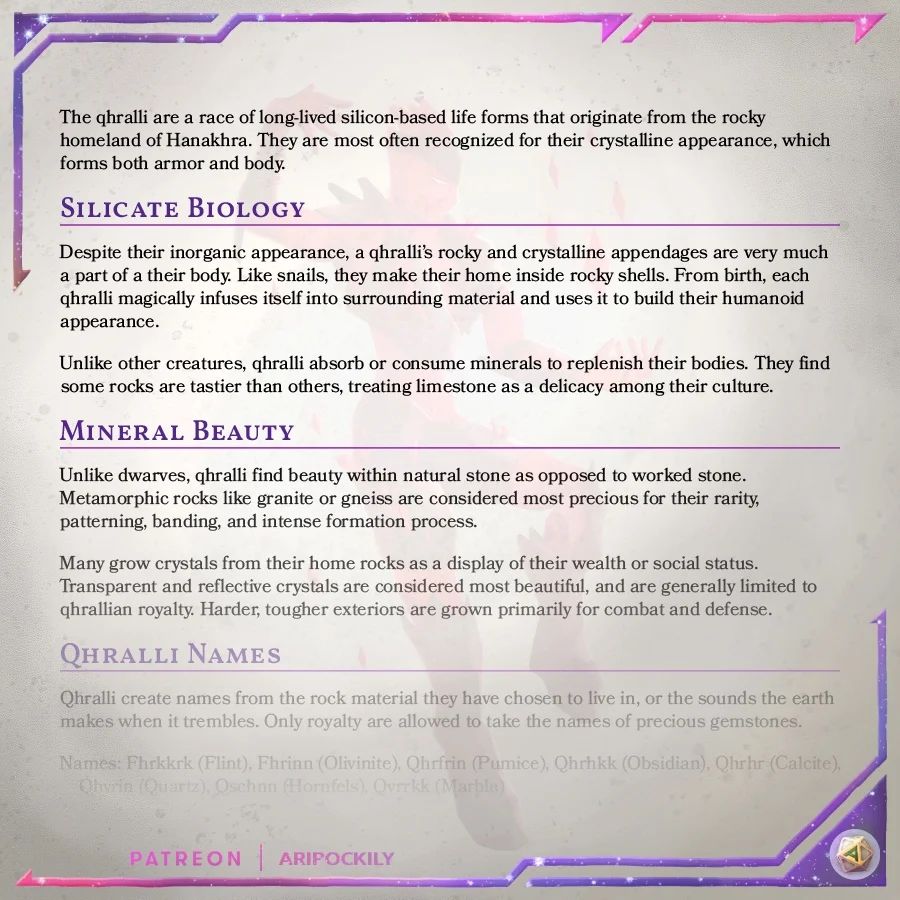 The qhralli are a race of long-lived silicon-based life forms that originate from the rocky
homeland of Hanakhra. They are most often recognized for their crystalline appearance, which
forms both armor and body.
Silicate Biology
Despite their inorganic appearance, a qhralli's rocky and crystalline appendages are very much
a part of a their body. Like snails, they make their home inside rocky shells. From birth, each
qhralli magically infuses itself into surrounding material and uses it to build their humanoid
appearance.
Unlike other creatures, qhralli absorb or consume minerals to replenish their bodies. They find
some rocks are tastier than others, treating limestone as a delicacy among their culture.
Mineral Beauty
Unlike dwarves, qhralli find beauty within natural stone as opposed to worked stone.
Metamorphic rocks like granite or gneiss are considered most precious for their rarity,
patterning, banding, and intense formation process.
Many grow crystals from their home rocks as a display of their wealth or social status.
Transparent and reflective crystals are considered most beautiful, and are generally limited to
qhrallian royalty. Harder, tougher exteriors are grown primarily for combat and defense.
Qhralli Names
Qhralli create names from the rock material they have chosen to live in, or the sounds the earth
makes when it trembles. Only royalty are allowed to take the names of precious gemstones.
Names: Fhrkkrk (Flint), Fhrinn (Olivinite), Qhrfrin (Pumice), Qhrhkk (Obsidian), Qhrhr (Calcite),
Qhvrin (Quartz), Qschnn (Hornfels), Qvrrkk (Marble)
PATREON | ARIPOCKILY